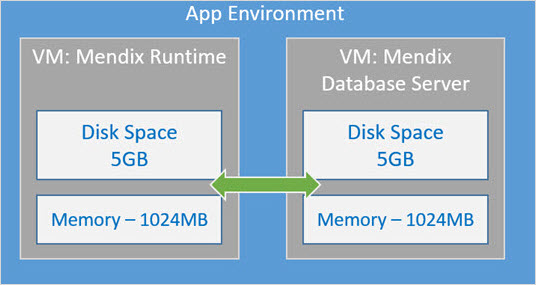 App Environment
VM: Mendix Runtime
Disk Space
5GB
Memory – 1024MB
VM: Mendix
Database Server
Disk Space
5GB
Memory – 1024MB